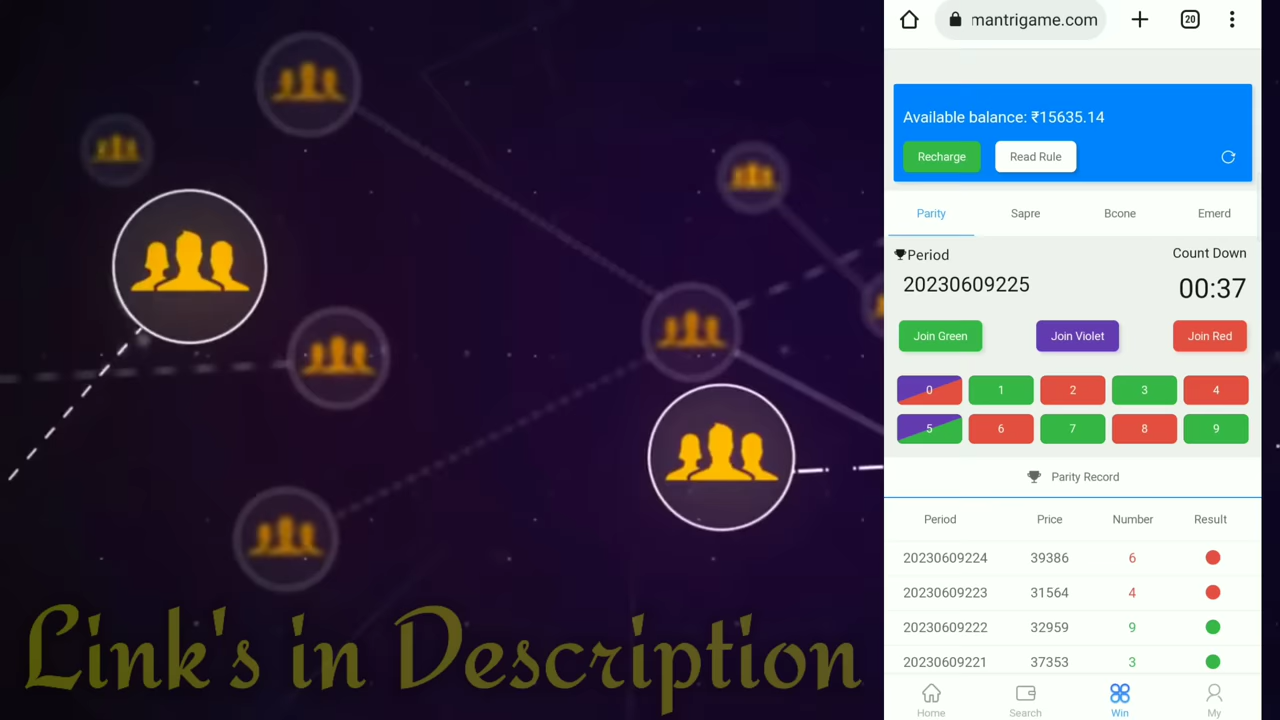 mantrigame.com
20
Available balance: ₹15635.14
Recharge
Read Rule
Parity
Sapre
Bcone
Emerd
Period
Count Down
20230609225
00:37
Join Green
Join Violet
Join Red
0 1 2 3 4
5 6 7 8 9
Parity Record
Period Price Number Result
20230609224 39386 6
20230609223 31564 4
20230609222 32959 9
20230609221 37353 3
Home Search Win My
Link's in Description